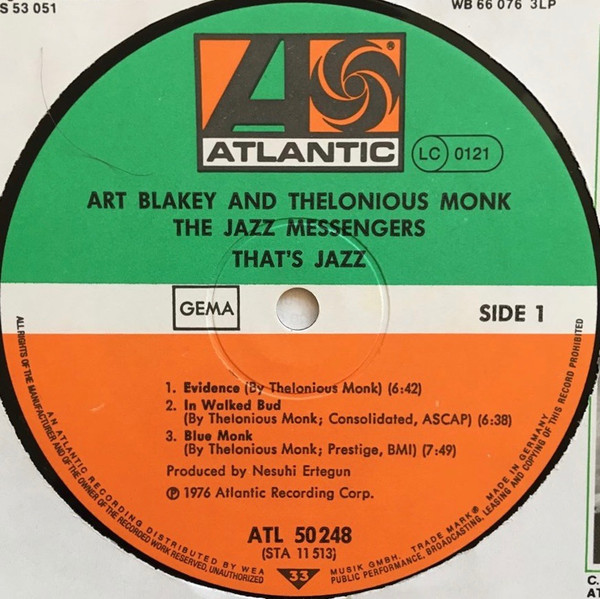 S 53 051
WB 66 076 3LP
®
ATLANTIC
LC 0121
ART BLAKEY AND THELONIOUS MONK
THE JAZZ MESSENGERS
THAT'S JAZZ
GEMA
SIDE 1
1. Evidence (By Thelonious Monk) (6:42)
2. In Walked Bud
(By Thelonious Monk; Consolidated, ASCAP) (6:38)
3. Blue Monk
(By Thelonious Monk; Prestige, BMI) (7:49)
Produced by Nesuhi Ertegun
℗ 1976 Atlantic Recording Corp.
ATL 50 248
(STA 11 513)
33
ALL RIGHTS OF THE MANUFACTURER AND OF THE OWNER OF THE RECORDED WORK RESERVED, UNAUTHORIZED PUBLIC PERFORMANCE, BROADCASTING, LEASING AND COPYING OF THIS RECORD PROHIBITED
AN ATLANTIC RECORDING DISTRIBUTED BY WEA MUSIK GMBH. TRADE MARK® MADE IN GERMANY
C.
AT